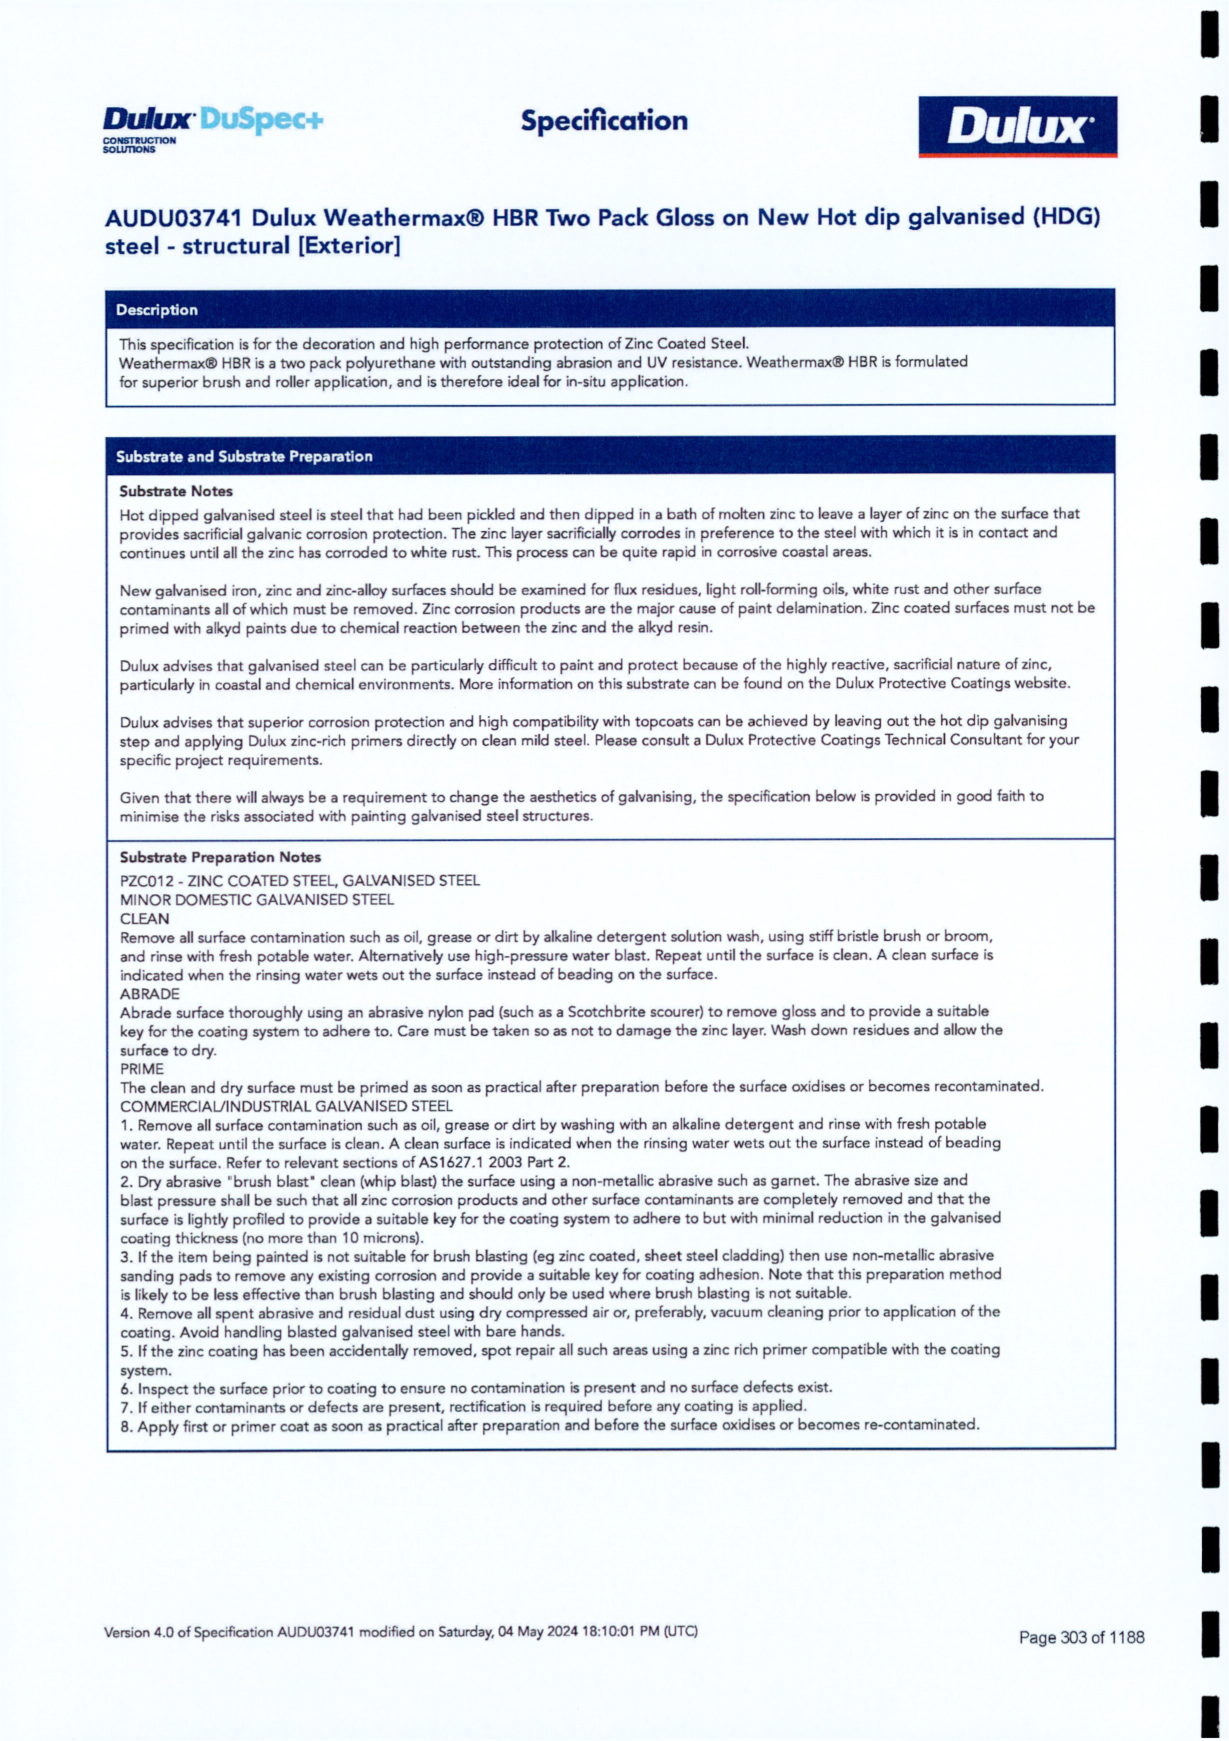 Dulux DuSpec+
CONSTRUCTION
SOLUTIONS
Specification
Dulux
AUDU03741 Dulux Weathermax® HBR Two Pack Gloss on New Hot dip galvanised (HDG)
steel - structural [Exterior]
Description
This specification is for the decoration and high performance protection of Zinc Coated Steel.
Weathermax® HBR is a two pack polyurethane with outstanding abrasion and UV resistance. Weathermax® HBR is formulated
for superior brush and roller application, and is therefore ideal for in-situ application.
Substrate and Substrate Preparation
Substrate Notes
Hot dipped galvanised steel is steel that had been pickled and then dipped in a bath of molten zinc to leave a layer of zinc on the surface that
provides sacrificial galvanic corrosion protection. The zinc layer sacrificially corrodes in preference to the steel with which it is in contact and
continues until all the zinc has corroded to white rust. This process can be quite rapid in corrosive coastal areas.
New galvanised iron, zinc and zinc-alloy surfaces should be examined for flux residues, light roll-forming oils, white rust and other surface
contaminants all of which must be removed. Zinc corrosion products are the major cause of paint delamination. Zinc coated surfaces must not be
primed with alkyd paints due to chemical reaction between the zinc and the alkyd resin.
Dulux advises that galvanised steel can be particularly difficult to paint and protect because of the highly reactive, sacrificial nature of zinc,
particularly in coastal and chemical environments. More information on this substrate can be found on the Dulux Protective Coatings website.
Dulux advises that superior corrosion protection and high compatibility with topcoats can be achieved by leaving out the hot dip galvanising
step and applying Dulux zinc-rich primers directly on clean mild steel. Please consult a Dulux Protective Coatings Technical Consultant for your
specific project requirements.
Given that there will always be a requirement to change the aesthetics of galvanising, the specification below is provided in good faith to
minimise the risks associated with painting galvanised steel structures.
Substrate Preparation Notes
PZC012 - ZINC COATED STEEL, GALVANISED STEEL
MINOR DOMESTIC GALVANISED STEEL
CLEAN
Remove all surface contamination such as oil, grease or dirt by alkaline detergent solution wash, using stiff bristle brush or broom,
and rinse with fresh potable water. Alternatively use high-pressure water blast. Repeat until the surface is clean. A clean surface is
indicated when the rinsing water wets out the surface instead of beading on the surface.
ABRADE
Abrade surface thoroughly using an abrasive nylon pad (such as a Scotchbrite scourer) to remove gloss and to provide a suitable
key for the coating system to adhere to. Care must be taken so as not to damage the zinc layer. Wash down residues and allow the
surface to dry.
PRIME
The clean and dry surface must be primed as soon as practical after preparation before the surface oxidises or becomes recontaminated.
COMMERCIAL/INDUSTRIAL GALVANISED STEEL
1. Remove all surface contamination such as oil, grease or dirt by washing with an alkaline detergent and rinse with fresh potable
water. Repeat until the surface is clean. A clean surface is indicated when the rinsing water wets out the surface instead of beading
on the surface. Refer to relevant sections of AS1627.1 2003 Part 2.
2. Dry abrasive "brush blast" clean (whip blast) the surface using a non-metallic abrasive such as garnet. The abrasive size and
blast pressure shall be such that all zinc corrosion products and other surface contaminants are completely removed and that the
surface is lightly profiled to provide a suitable key for the coating system to adhere to but with minimal reduction in the galvanised
coating thickness (no more than 10 microns).
3. If the item being painted is not suitable for brush blasting (eg zinc coated, sheet steel cladding) then use non-metallic abrasive
sanding pads to remove any existing corrosion and provide a suitable key for coating adhesion. Note that this preparation method
is likely to be less effective than brush blasting and should only be used where brush blasting is not suitable.
4. Remove all spent abrasive and residual dust using dry compressed air or, preferably, vacuum cleaning prior to application of the
coating. Avoid handling blasted galvanised steel with bare hands.
5. If the zinc coating has been accidentally removed, spot repair all such areas using a zinc rich primer compatible with the coating
system.
6. Inspect the surface prior to coating to ensure no contamination is present and no surface defects exist.
7. If either contaminants or defects are present, rectification is required before any coating is applied.
8. Apply first or primer coat as soon as practical after preparation and before the surface oxidises or becomes re-contaminated.
Version 4.0 of Specification AUDU03741 modified on Saturday, 04 May 2024 18:10:01 PM (UTC)
Page 303 of 1188